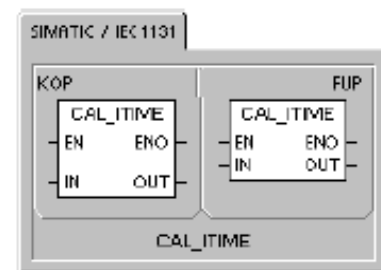 SIMATIC / IEC 1131
KOP FUP
CAL_ITIME CAL_ITIME
EN ENO EN ENO
IN OUT IN OUT
CAL_ITIME